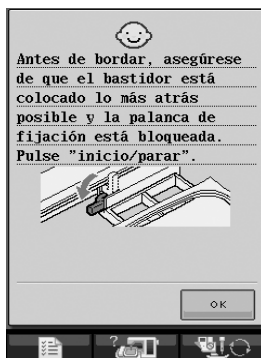 Antes de bordar, asegúrese
de que el bastidor está
colocado lo más atrás
posible y la palanca de
fijación está bloqueada.
Pulse "inicio/parar".
OK
?